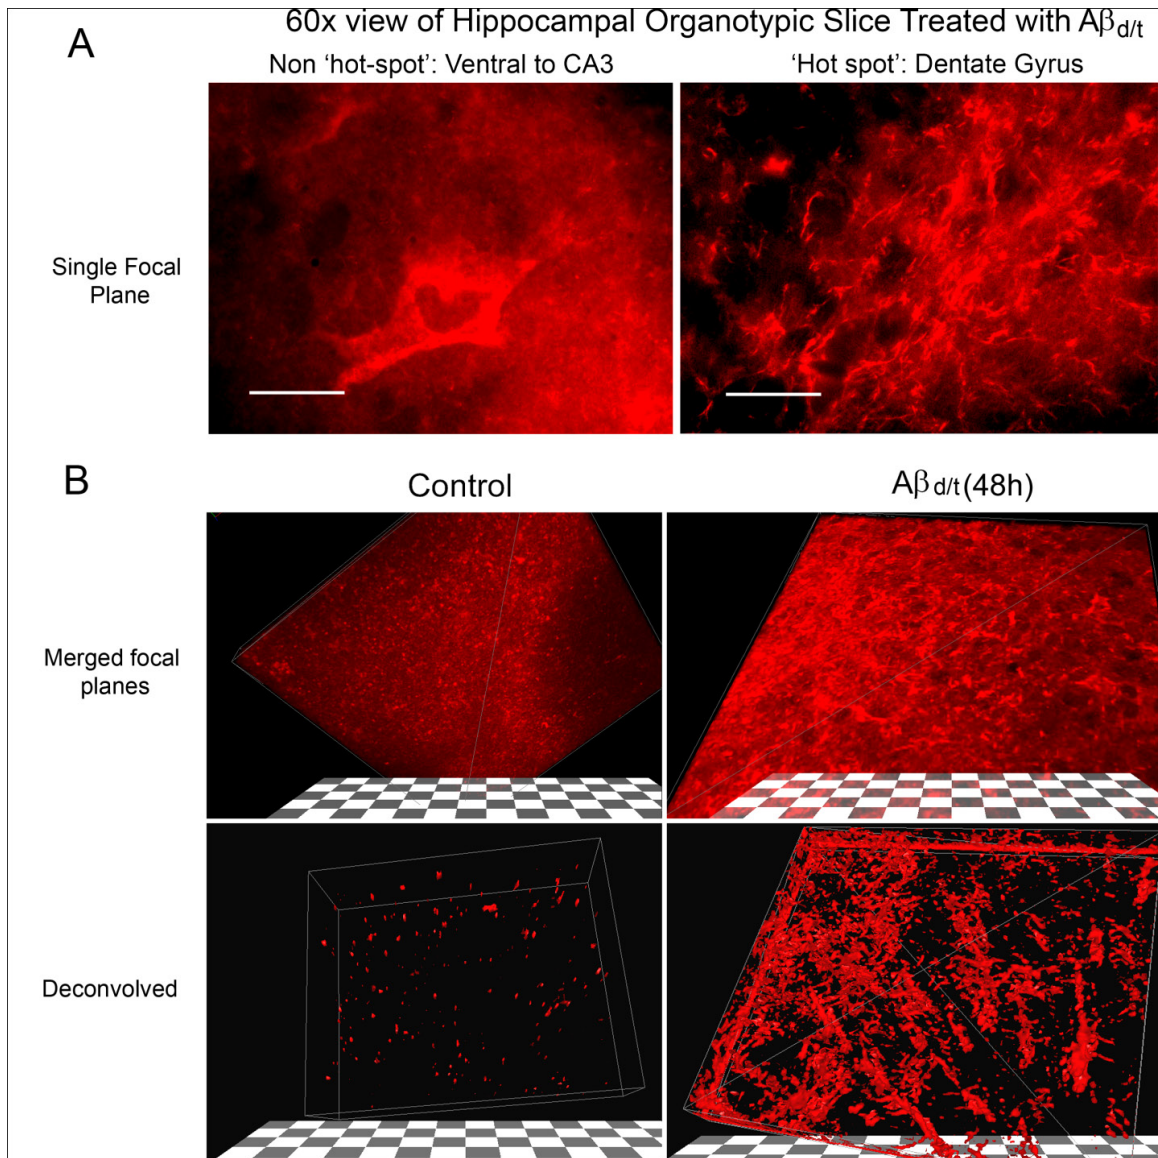 A
60x view of Hippocampal Organotypic Slice Treated with Aβd/t
Non 'hot-spot': Ventral to CA3
'Hot spot': Dentate Gyrus
Single Focal
Plane
B
Control
Aβ d/t (48h)
Merged focal
planes
Deconvolved